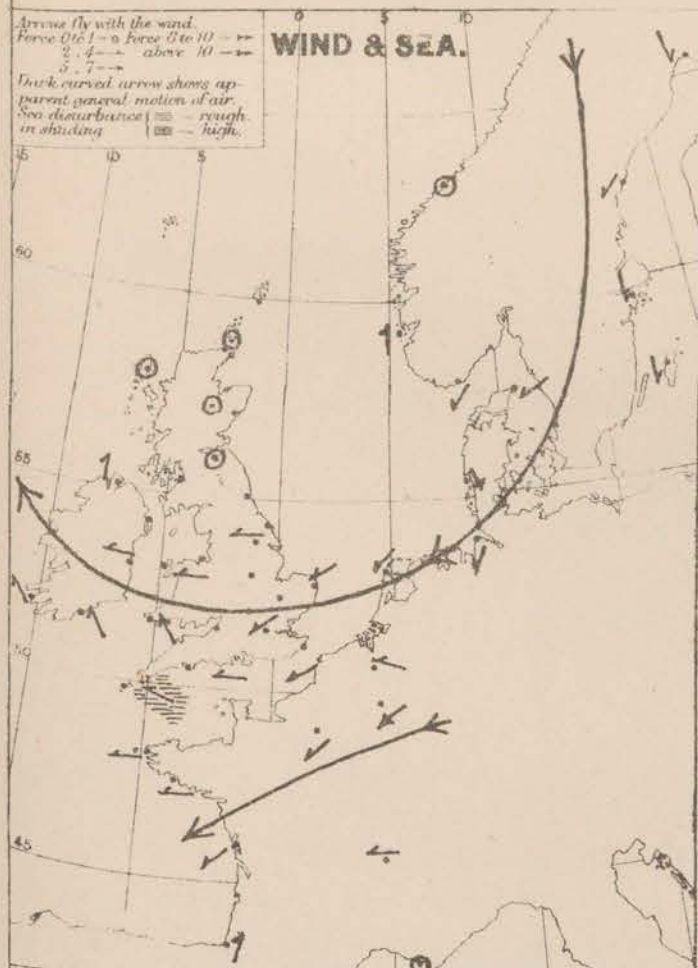 Arrows fly with the wind.
Force 0 to 1 — Force 8 to 10 —
2 . 4 — above 10 —
5 . 7 —
Dark curved arrow shows ap-
parent general motion of air.
Sea disturbance — rough.
in shading — high.
WIND & SEA.
0 5 10
15 10 5
60
55
50
45